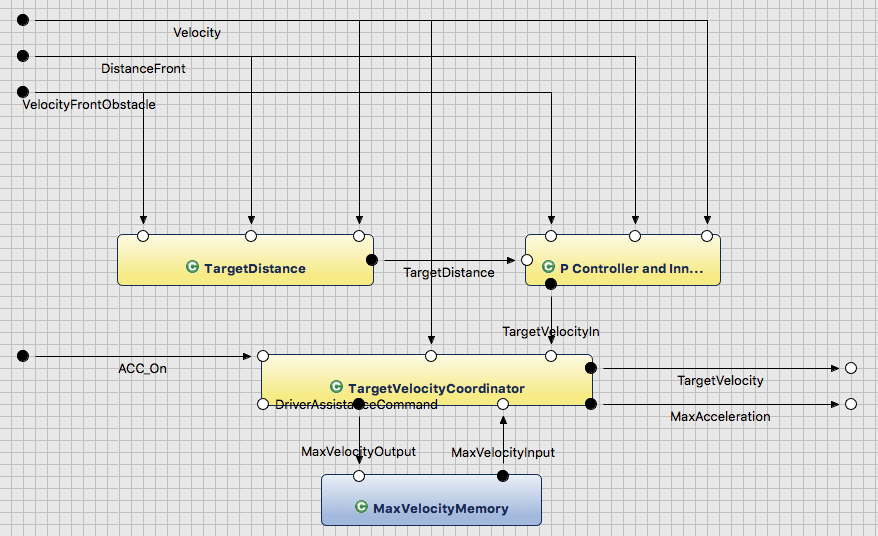 Velocity
DistanceFront
VelocityFrontObstacle
TargetDistance
P Controller and Inn...
TargetDistance
TargetVelocityIn
ACC_On
TargetVelocityCoordinator
TargetVelocity
DriverAssistanceCommand
MaxAcceleration
MaxVelocityOutput
MaxVelocityInput
MaxVelocityMemory